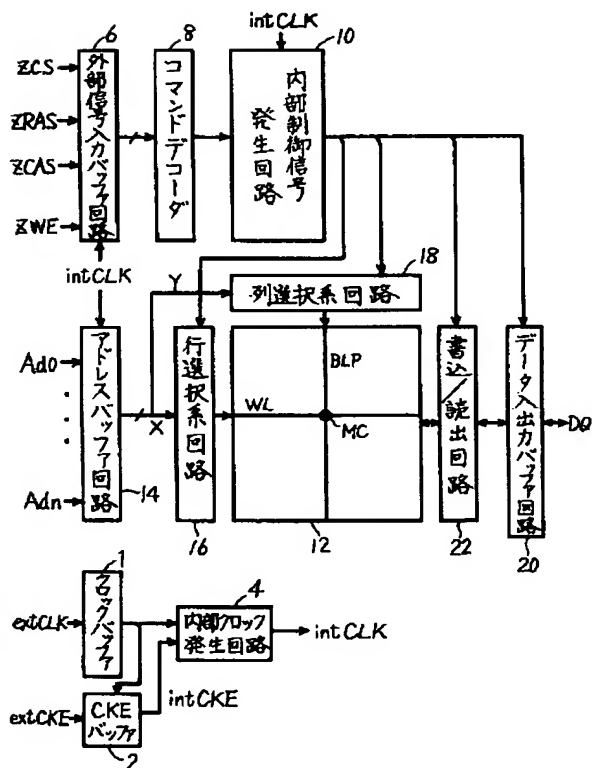 intCLK
6
8
10
ZCS
ZRAS
ZCAS
ZWE
外部信号入力バッファ回路
コマンドデコーダ
内部制御信号
発生回路
intCLK
18
Y
列選択系回路
Ad0
Adn
アドレスバッファ回路
14
X
行選択系回路
16
WL
BLP
MC
12
書込/読出回路
22
データ入出力バッファ回路
20
DQ
1
extCLK
クロックバッファ
4
内部クロック
発生回路
intCLK
extCKE
CKE
バッファ
2
intCKE